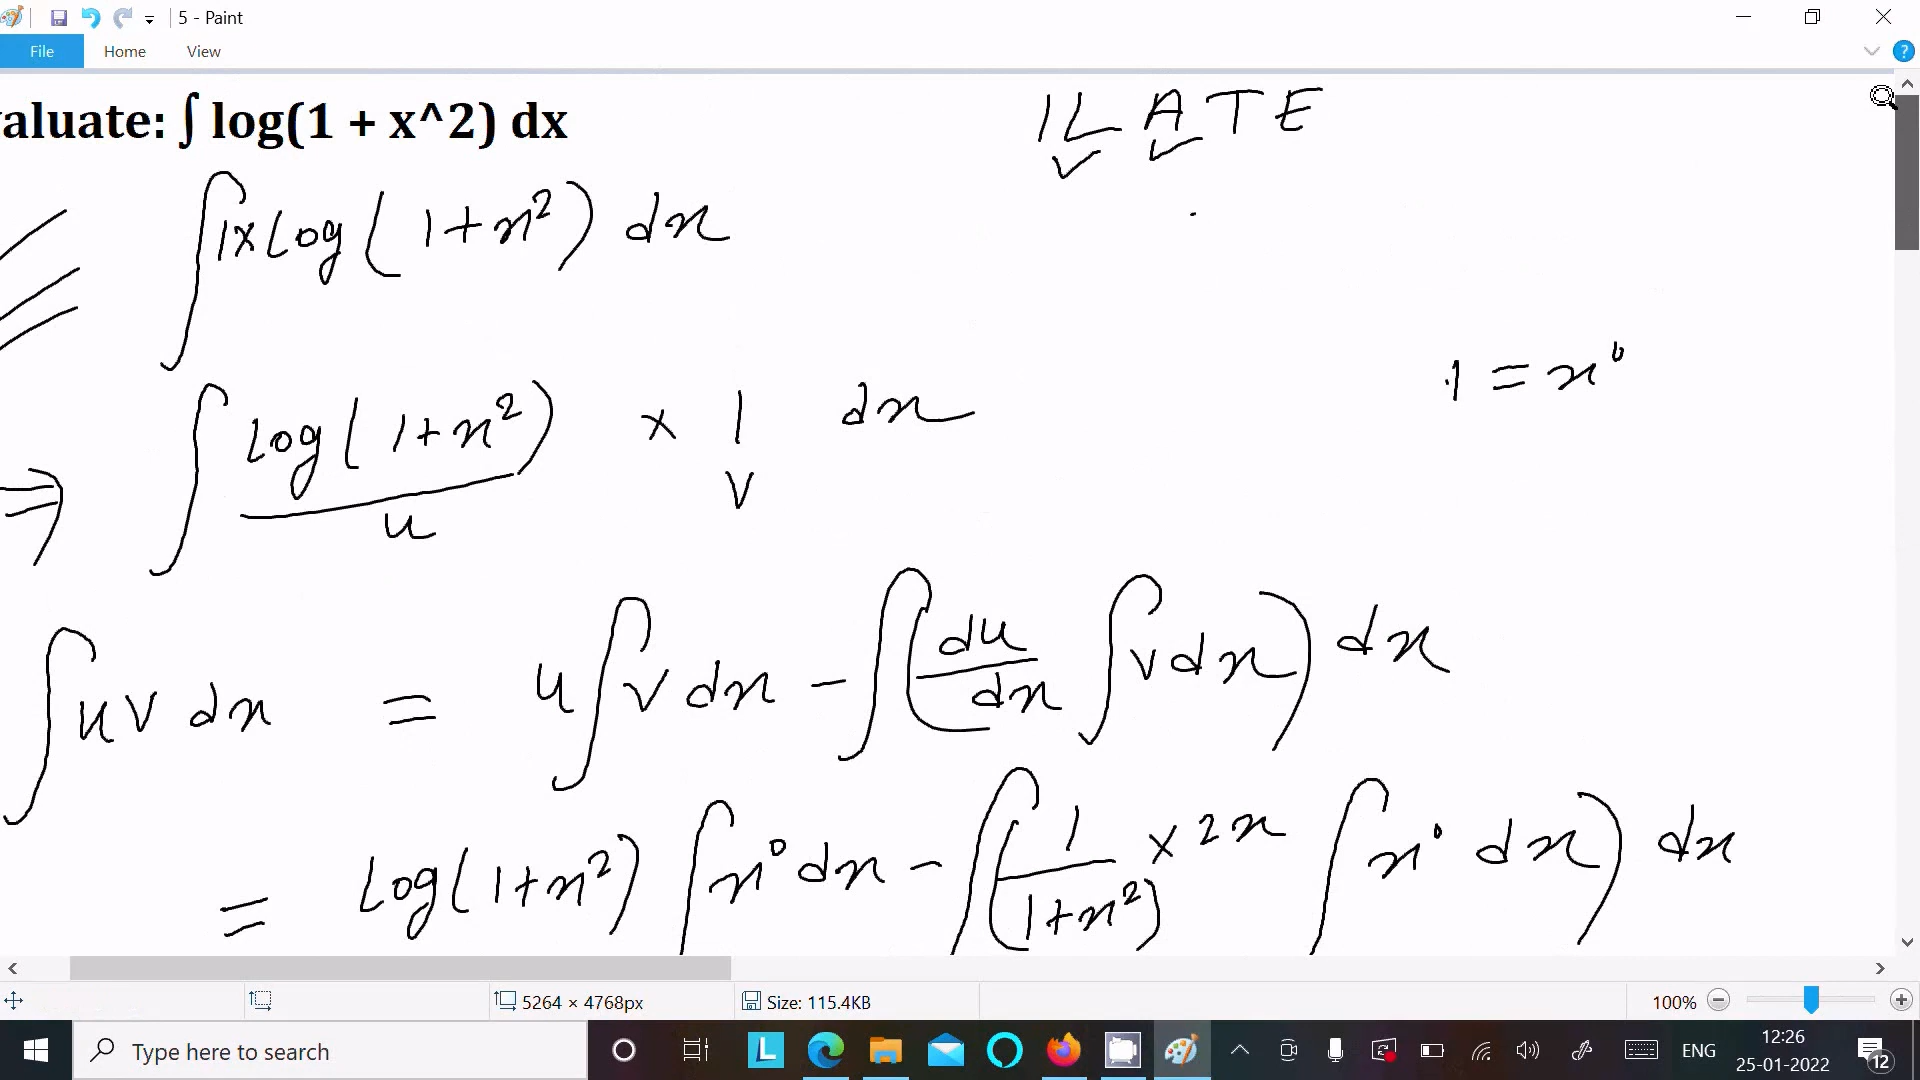 5 - Paint
File Home View
valuate: ∫ log(1 + x^2) dx
ILATE
∫ 1×log(1+x²) dx
1 = x⁰
⇒ ∫ log(1+x²) × 1 dx
u v
∫ uv dx = u ∫ v dx - ∫ (du/dx ∫ v dx) dx
= log(1+x²) ∫ x⁰ dx - ∫ (1/(1+x²) × 2x ∫ x⁰ dx) dx
5264 × 4768px Size: 115.4KB 100%
Type here to search L ENG 12:26
25-01-2022 12